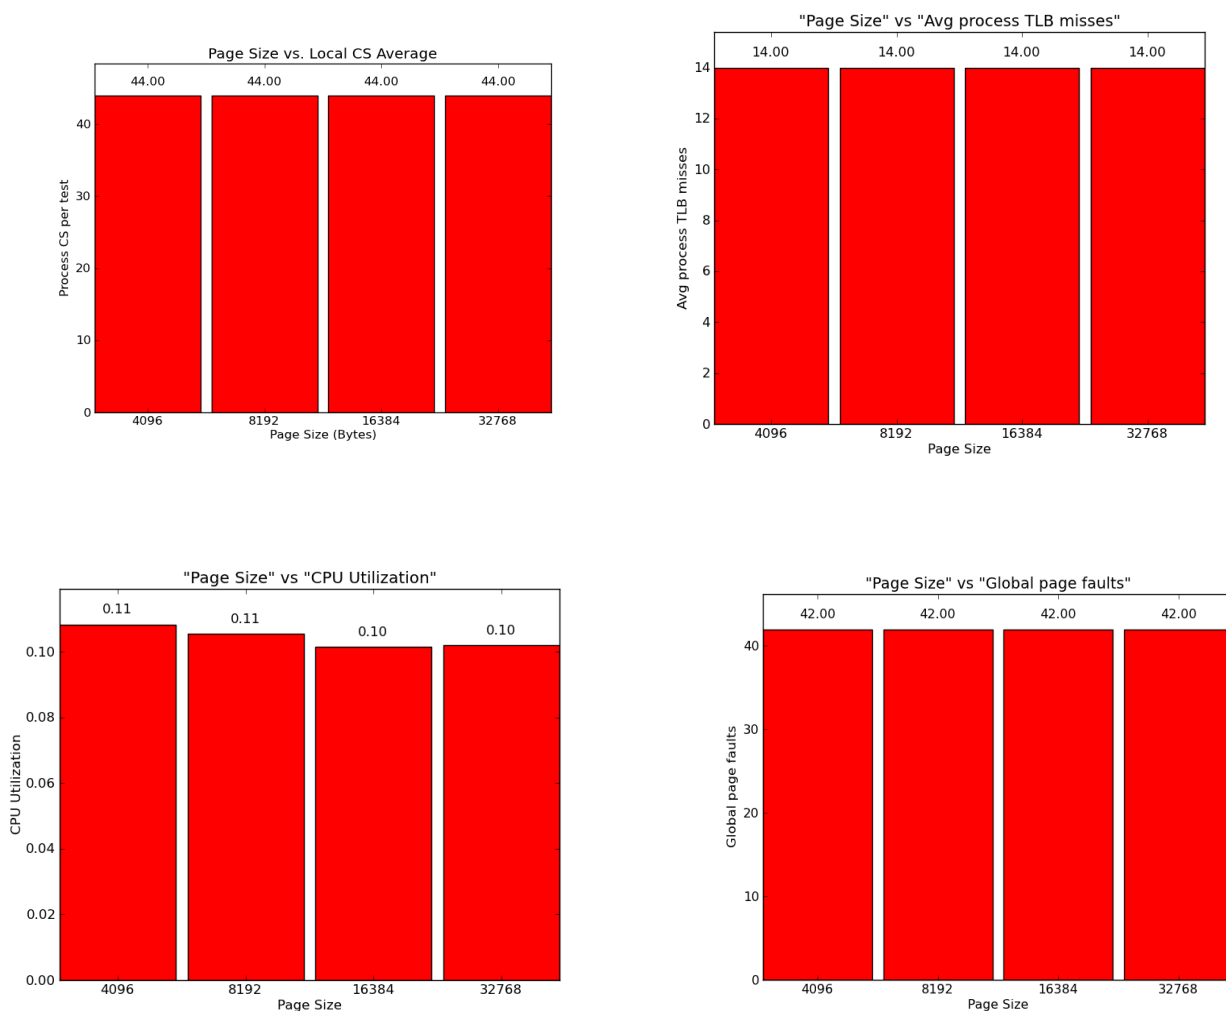 Page Size vs. Local CS Average
44.00 44.00 44.00 44.00
40
30
20
10
0
Process CS per test
4096 8192 16384 32768
Page Size (Bytes)
"Page Size" vs "Avg process TLB misses"
14.00 14.00 14.00 14.00
14
12
10
8
6
4
2
0
Avg process TLB misses
4096 8192 16384 32768
Page Size
"Page Size" vs "CPU Utilization"
0.11 0.11 0.10 0.10
0.10
0.08
0.06
0.04
0.02
0.00
CPU Utilization
4096 8192 16384 32768
Page Size
"Page Size" vs "Global page faults"
42.00 42.00 42.00 42.00
40
30
20
10
0
Global page faults
4096 8192 16384 32768
Page Size